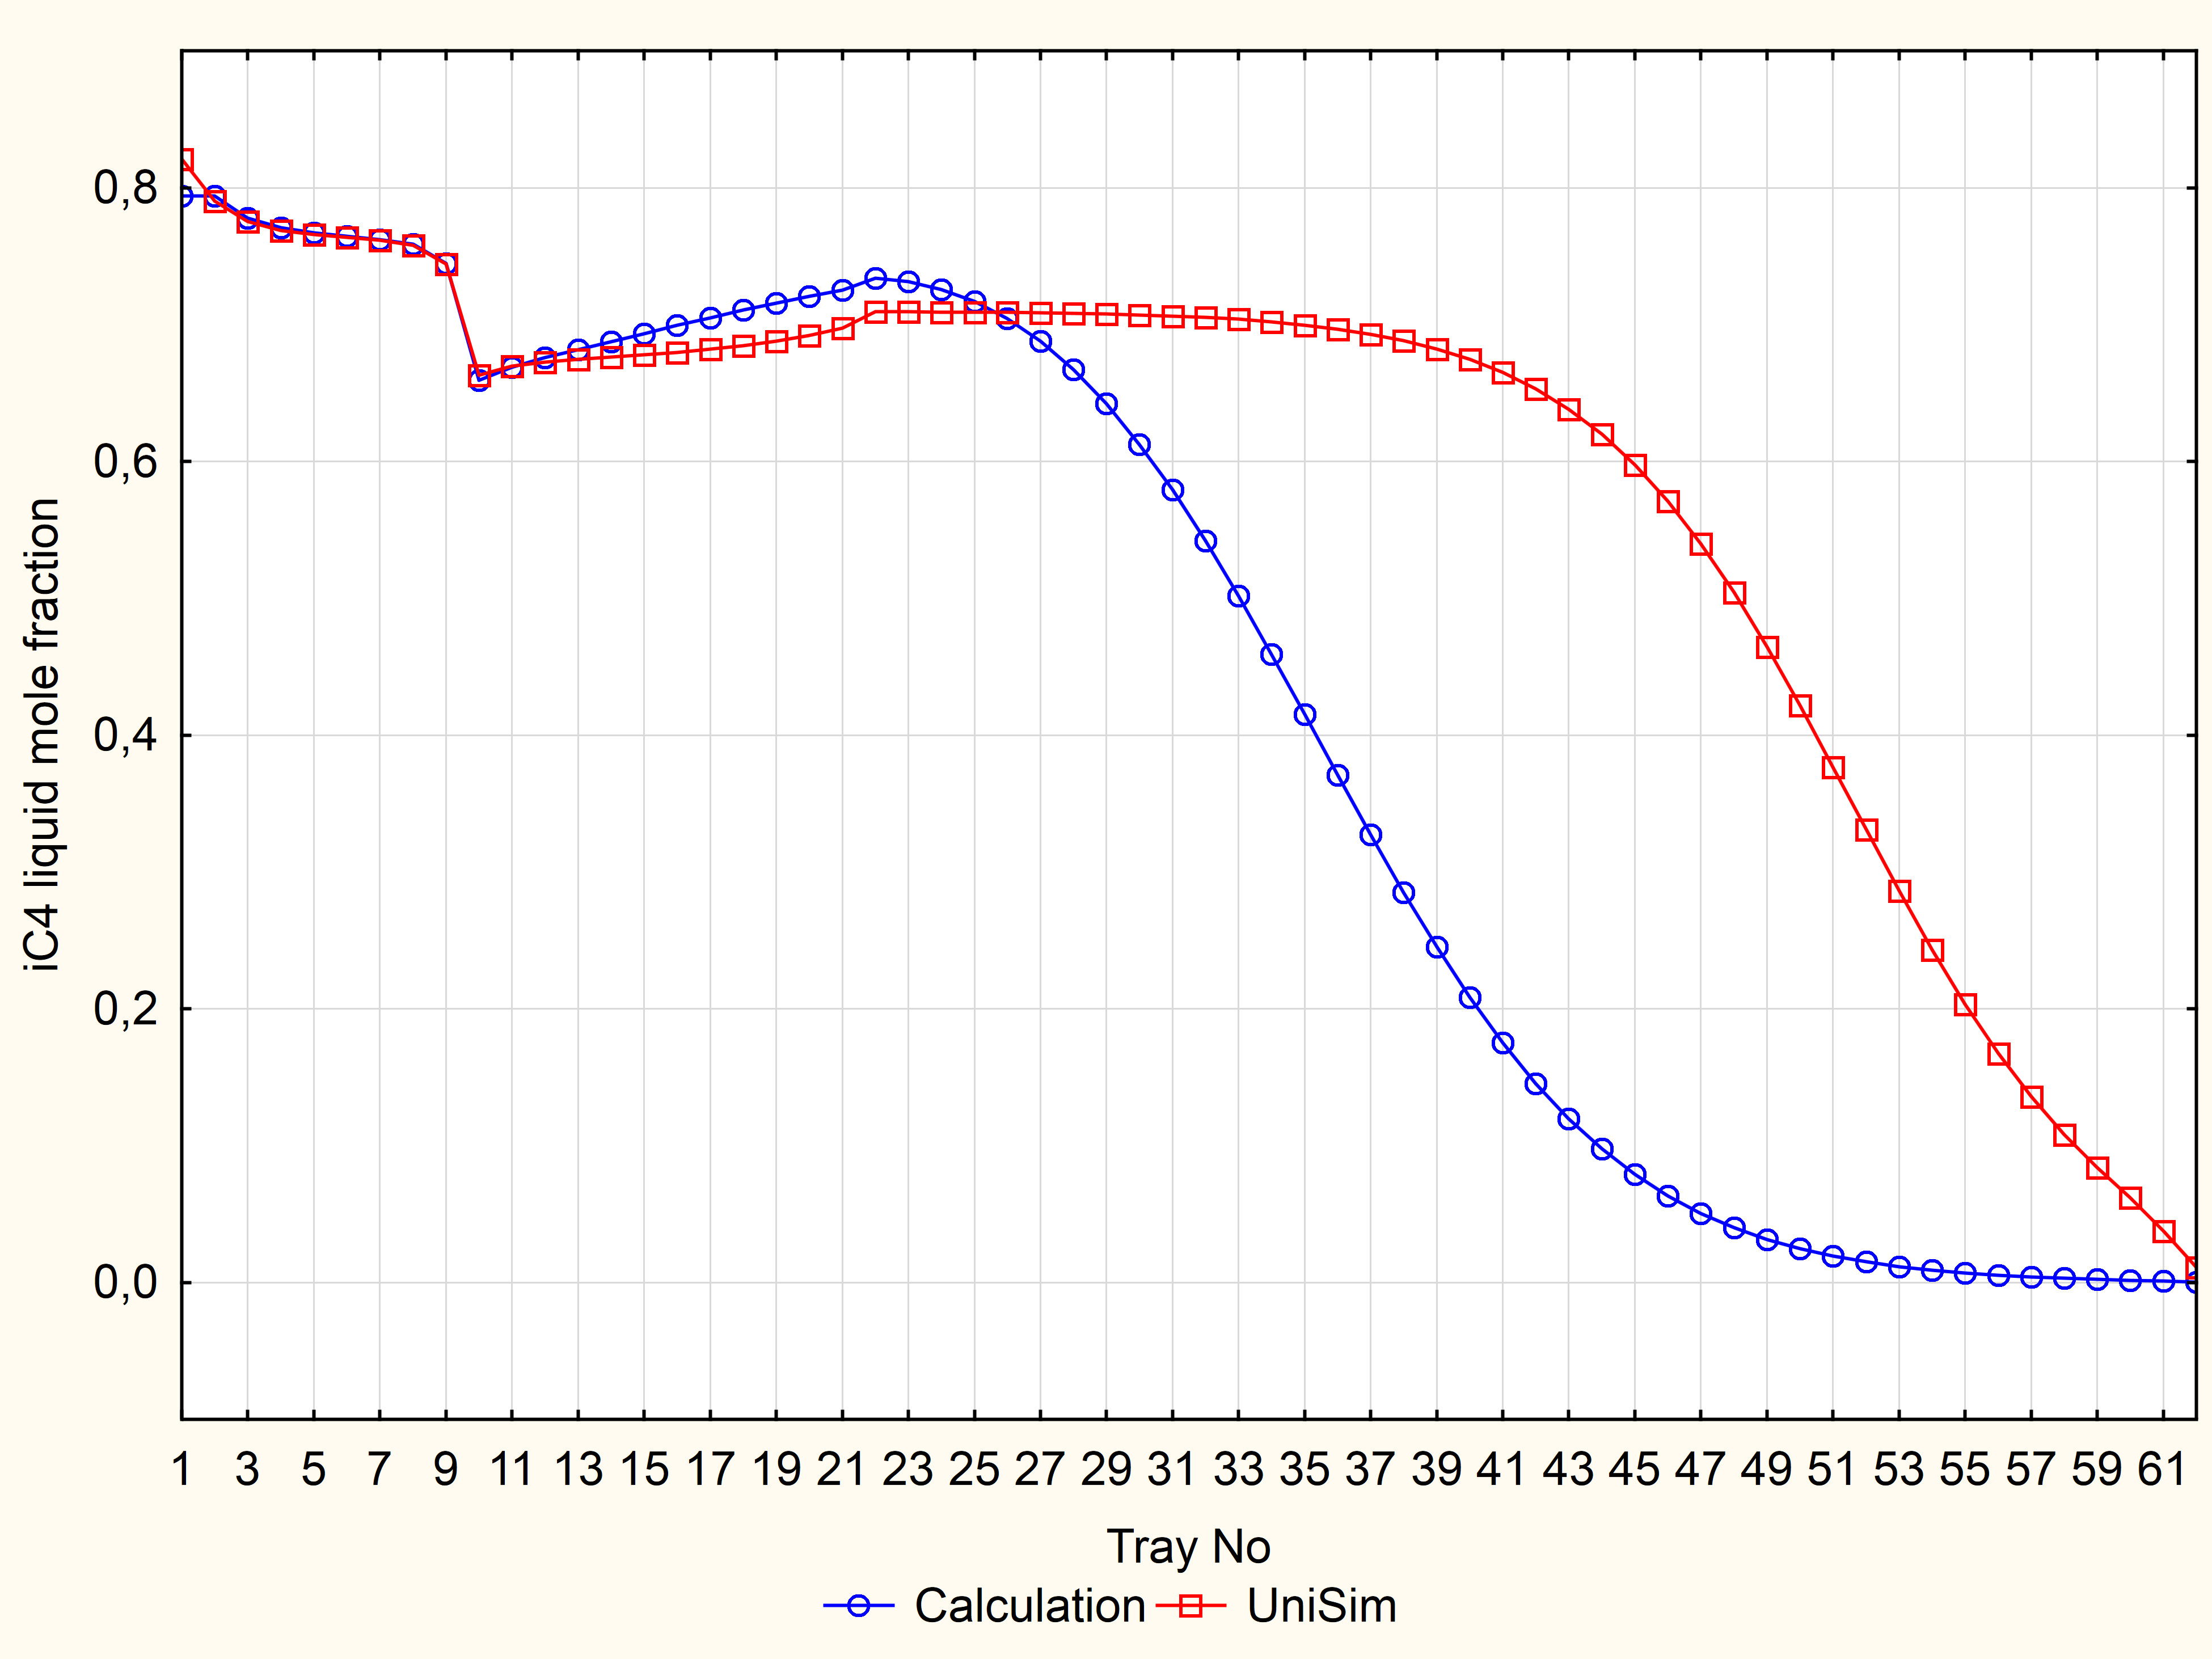 iC4 liquid mole fraction
0,8
0,6
0,4
0,2
0,0
1 3 5 7 9 11 13 15 17 19 21 23 25 27 29 31 33 35 37 39 41 43 45 47 49 51 53 55 57 59 61
Tray No
Calculation UniSim